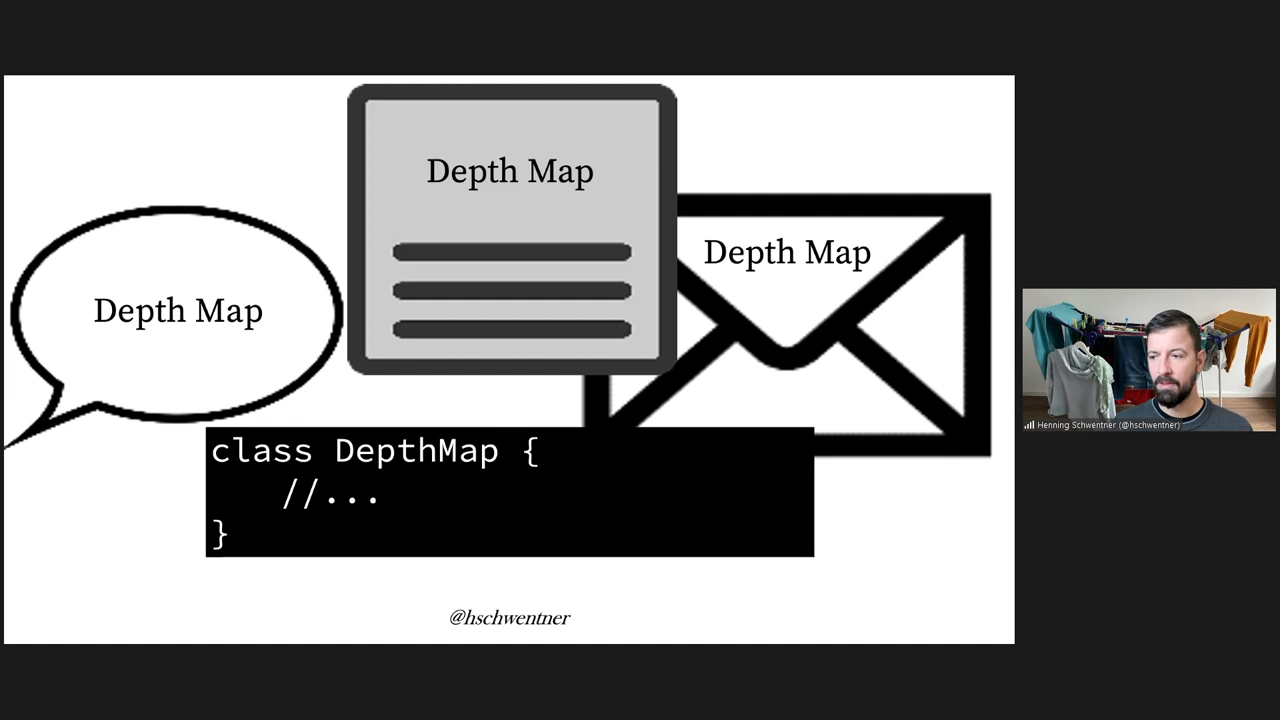 Depth Map
Depth Map
Depth Map
class DepthMap {
    //...
}
@hschwentner
Henning Schwentner (@hschwentner)